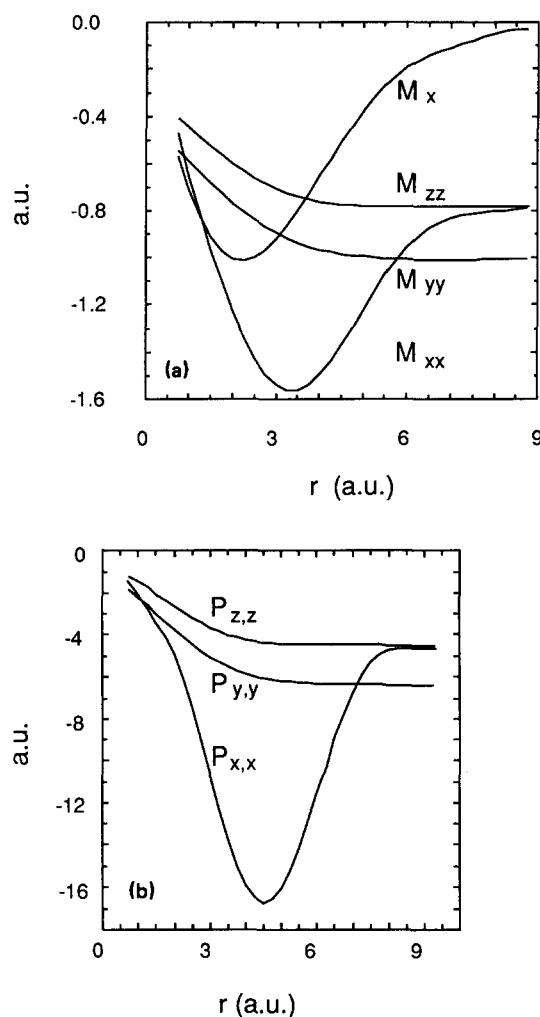 0.0
-0.4
-0.8
-1.2
-1.6
a.u.
M x
M zz
M yy
M xx
(a)
0 3 6 9
r (a.u.)
0
-4
-8
-12
-16
a.u.
P z,z
P y,y
P x,x
(b)
0 3 6 9
r (a.u.)